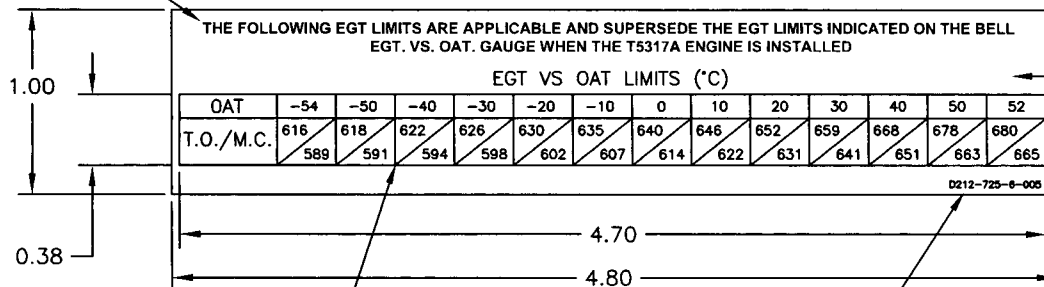 THE FOLLOWING EGT LIMITS ARE APPLICABLE AND SUPERSEDE THE EGT LIMITS INDICATED ON THE BELL
EGT. VS. OAT. GAUGE WHEN THE T5317A ENGINE IS INSTALLED
EGT VS OAT LIMITS (°C)
1.00
OAT -54 -50 -40 -30 -20 -10 0 10 20 30 40 50 52
T.O./M.C. 616 618 622 626 630 635 640 646 652 659 668 678 680
589 591 594 598 602 607 614 622 631 641 651 663 665
D212-725-6-005
4.70
0.38
4.80